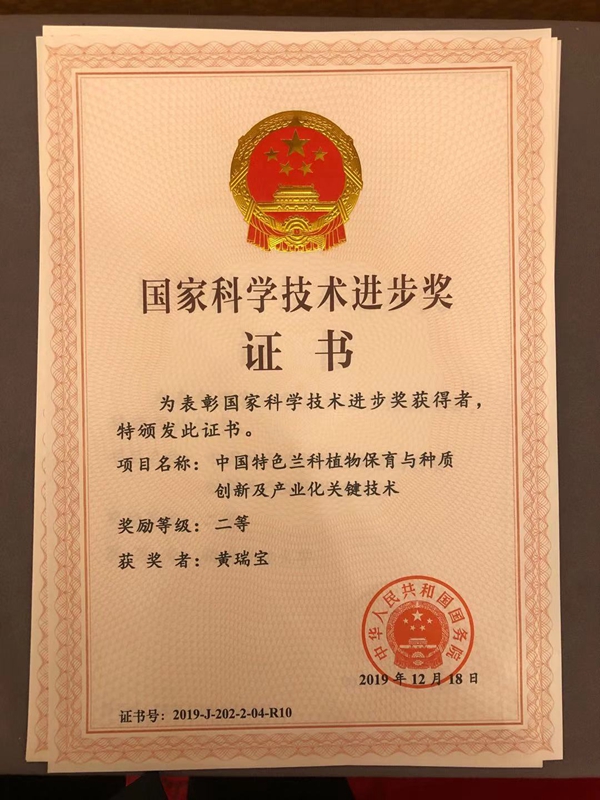 国家科学技术进步奖
证书
为表彰国家科学技术进步奖获得者，
特颁发此证书。
项目名称：中国特色兰科植物保育与种质
创新及产业化关键技术
奖励等级：二等
获奖者：黄瑞宝
中华人民共和国国务院
2019年12月18日
证书号：2019-J-202-2-04-R10